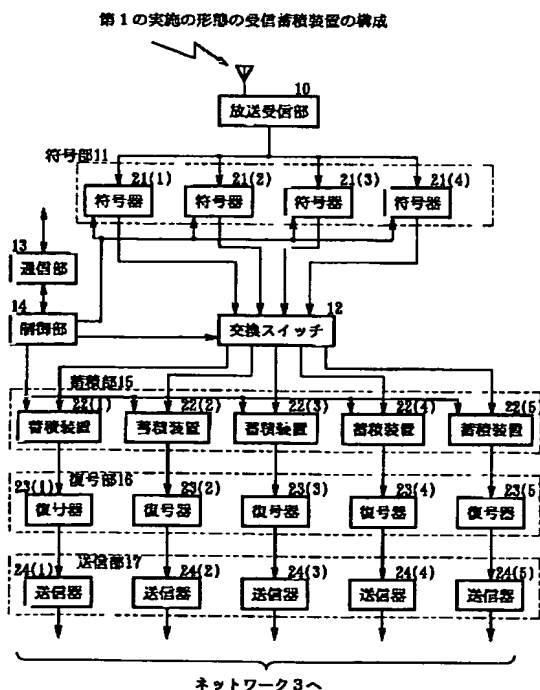 第1の実施の形態の受信蓄積装置の構成
10
放送受信部
符号部11
21(1) 21(2) 21(3) 21(4)
符号器 符号器 符号器 符号器
13
通信部
14
制御部
12
交換スイッチ
蓄積部15
22(1) 22(2) 22(3) 22(4) 22(5
蓄積装置 蓄積装置 蓄積装置 蓄積装置 蓄積装置
復号部16
23(1) 23(2) 23(3) 23(4) 23(5
復号器 復号器 復号器 復号器 復号器
送信部17
24(1) 24(2) 24(3) 24(4) 24(5)
送信器 送信器 送信器 送信器 送信器
ネットワーク3へ